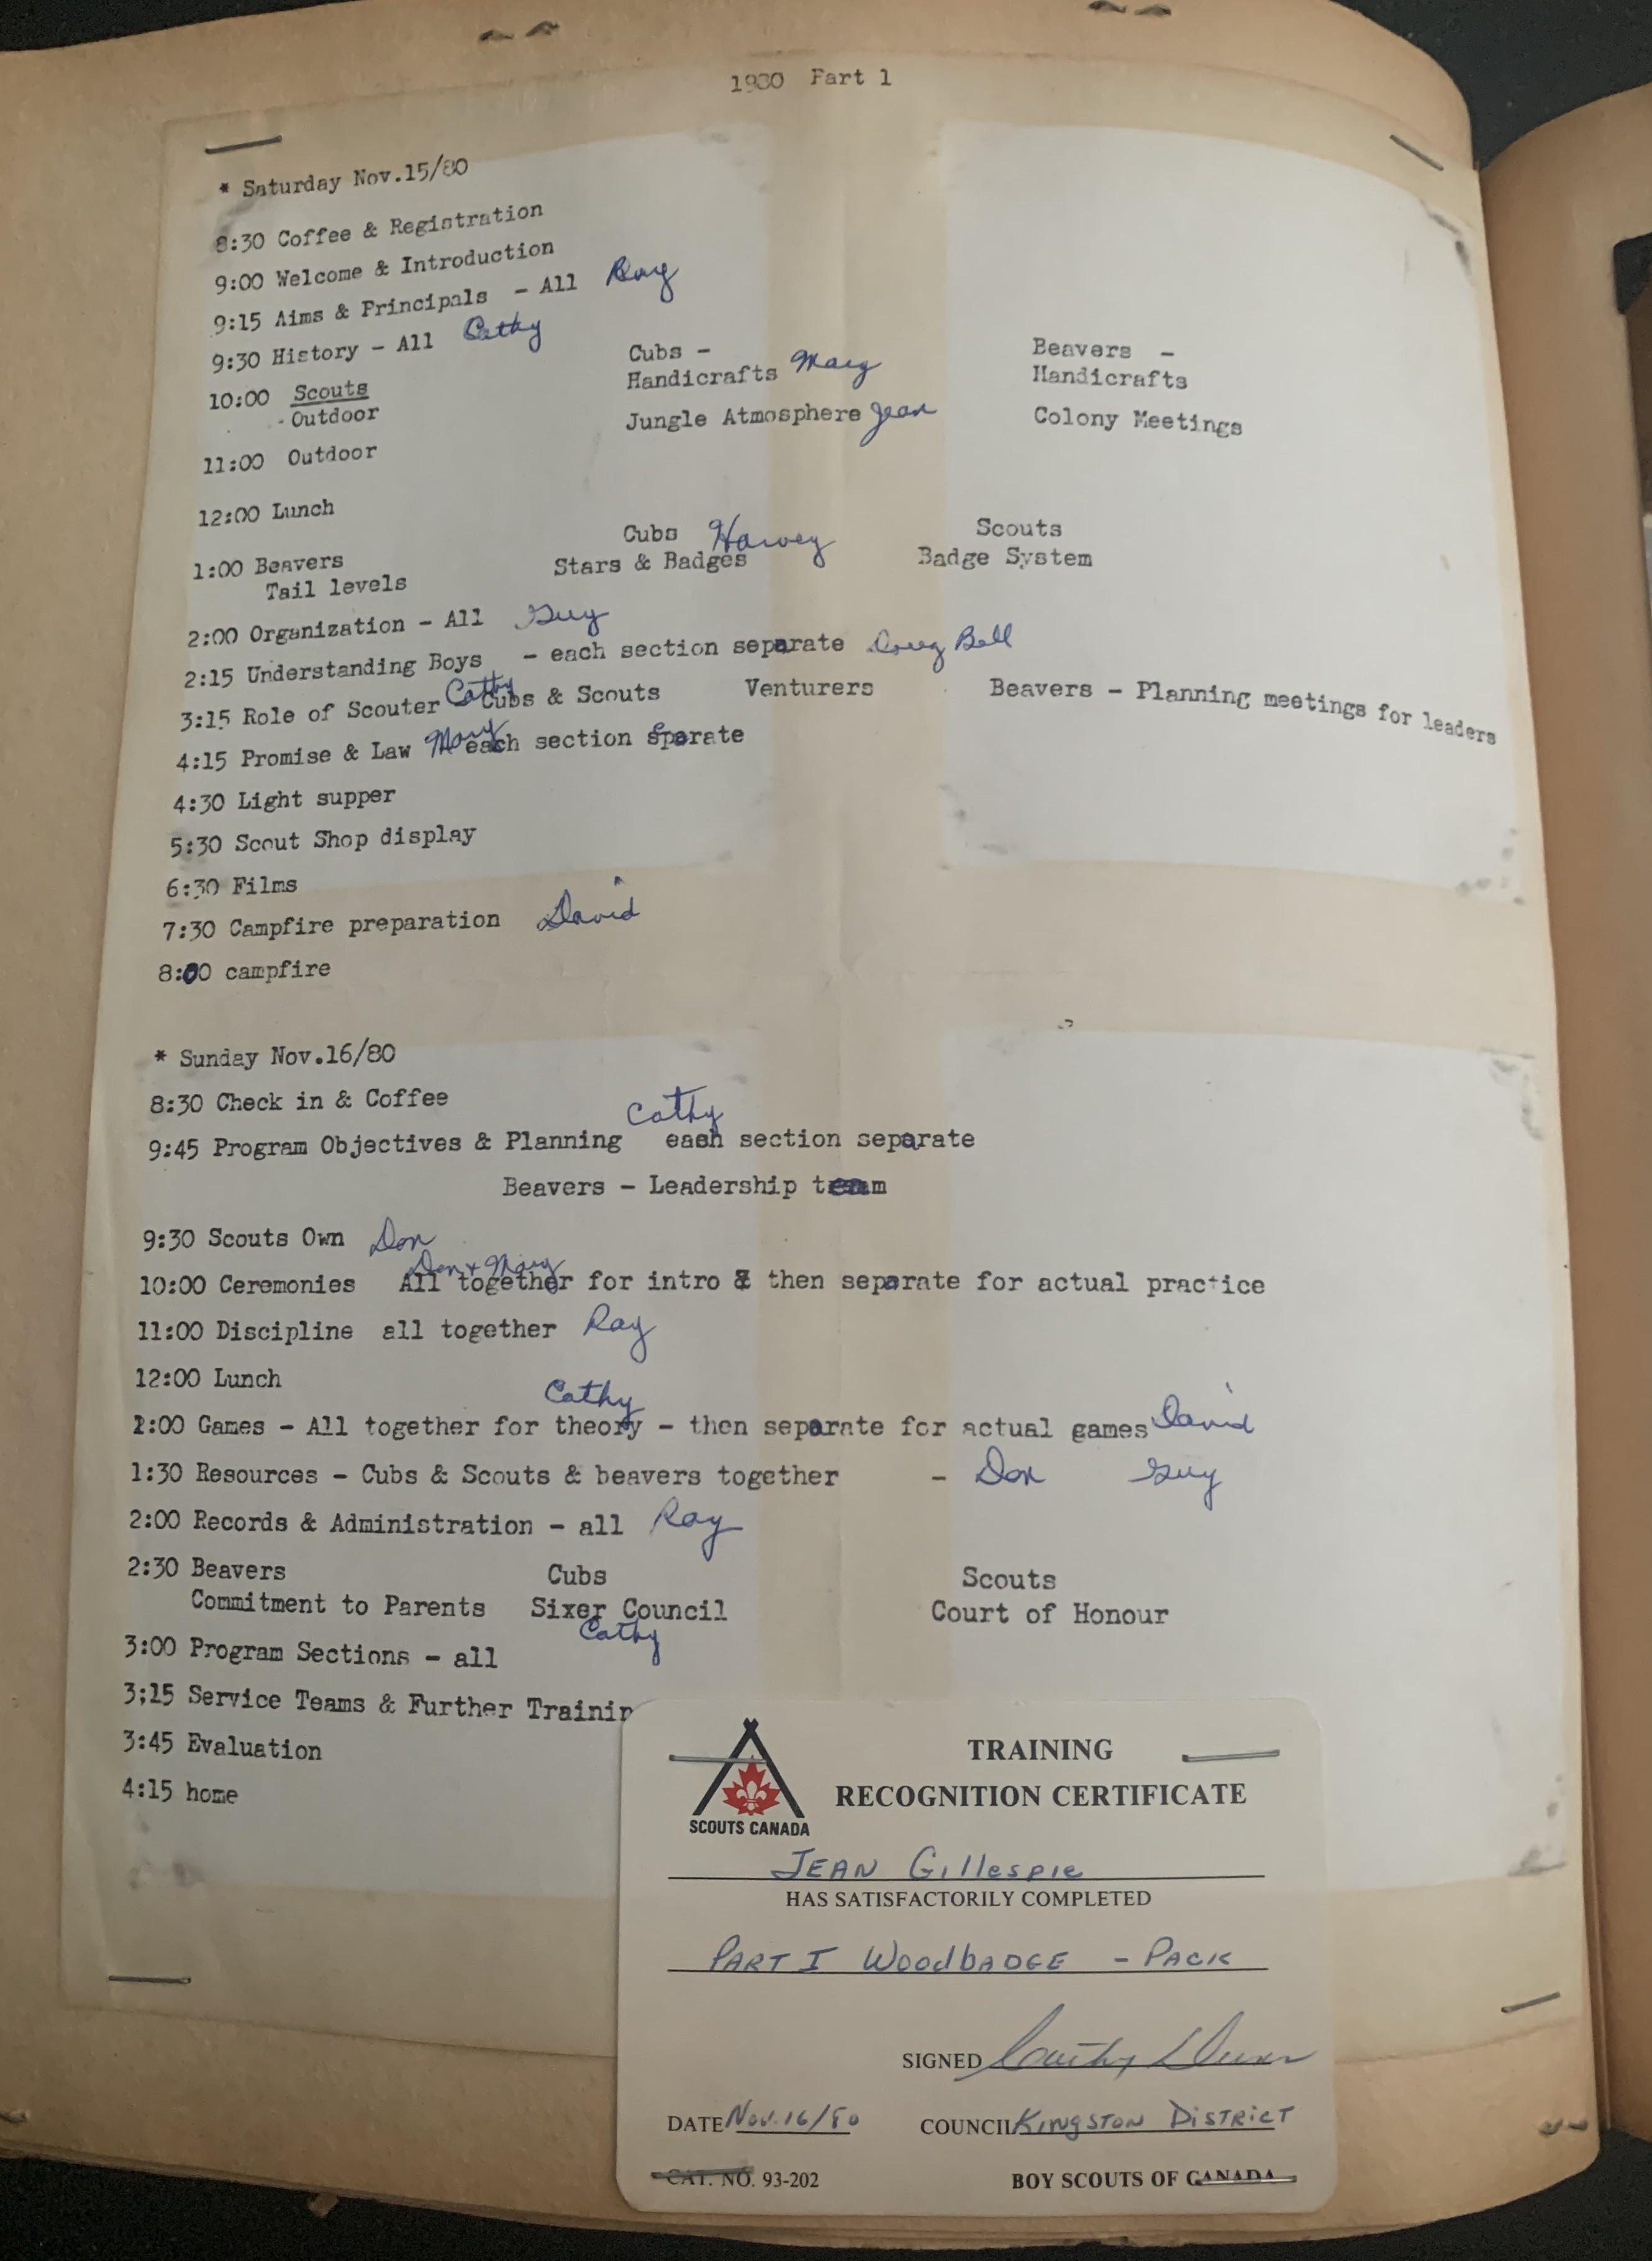 1980 Part 1
* Saturday Nov.15/80
8:30 Coffee & Registration
9:00 Welcome & Introduction
9:15 Aims & Principals - All Ray
9:30 History - All Cathy
10:00 Scouts Cubs - Beavers -
- Outdoor Handicrafts Marg Handicrafts
11:00 Outdoor Jungle Atmosphere Jean Colony Meetings
12:00 Lunch
1:00 Beavers Cubs Harvey Scouts
Tail levels Stars & Badges Badge System
2:00 Organization - All Guy
2:15 Understanding Boys - each section separate Doug Bell
3:15 Role of Scouter Cathy - Cubs & Scouts Venturers Beavers - Planning meetings for leaders
4:15 Promise & Law Marg each section sparate
4:30 Light supper
5:30 Scout Shop display
6:30 Films
7:30 Campfire preparation David
8:00 campfire
* Sunday Nov.16/80
8:30 Check in & Coffee
Cathy
9:45 Program Objectives & Planning each section separate
Beavers - Leadership team
9:30 Scouts Own Don
Don + Marg
10:00 Ceremonies All together for intro & then separate for actual practice
11:00 Discipline all together Ray
12:00 Lunch
Cathy
1:00 Games - All together for theory - then separate for actual games David
1:30 Resources - Cubs & Scouts & beavers together - Don Guy
2:00 Records & Administration - all Ray
2:30 Beavers Cubs Scouts
Commitment to Parents Sixer Council Court of Honour
Cathy
3:00 Program Sections - all
3;15 Service Teams & Further Trainin
3:45 Evaluation
4:15 home
SCOUTS CANADA
TRAINING
RECOGNITION CERTIFICATE
JEAN Gillespie
HAS SATISFACTORILY COMPLETED
PART I WoodbADGE - PACK
SIGNED Cathy
DATE Nov.16/80 COUNCIL KINGSTON DISTRICT
CAT. NO. 93-202 BOY SCOUTS OF CANADA